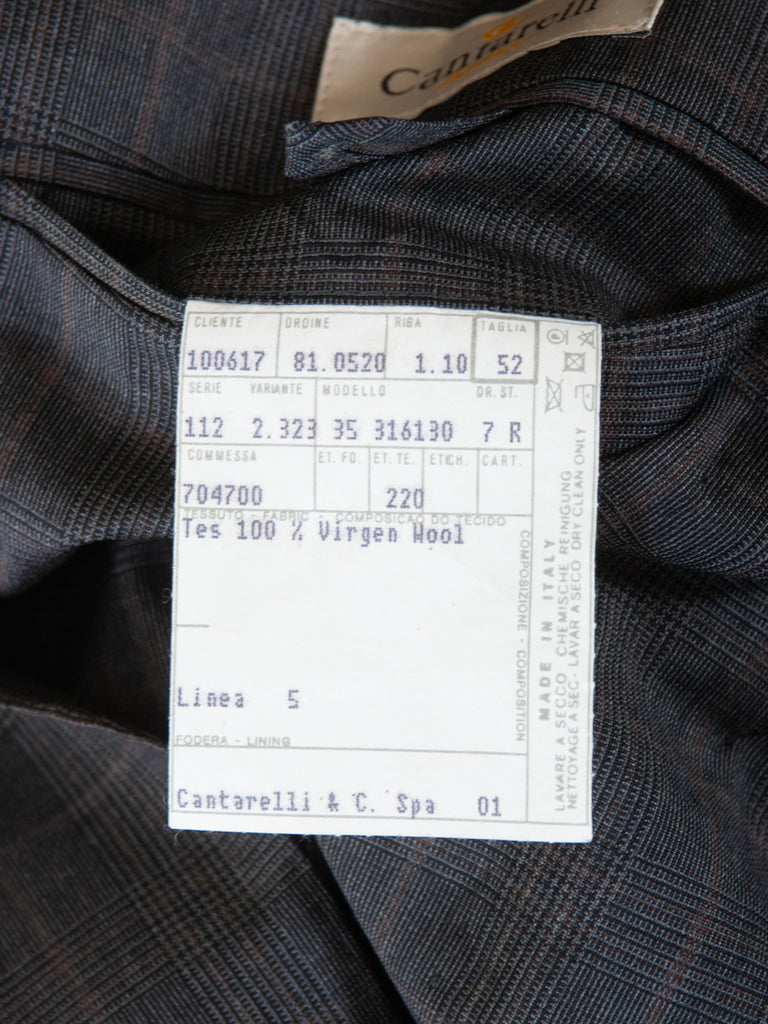 Cantarelli
CLIENTE ORDINE RIGA TAGLIA
100617 81.0520 1.10 52
SERIE VARIANTE MODELLO DR.ST.
112 2.323 35 316130 7 R
COMMESSA ET. FO. ET. TE. ETICH. CART.
704700 220
TESSUTO - FABRIC - COMPOSIÇAO DO TECIDO
Tes 100 % Virgen Wool
Linea 5
FODERA - LINING
Cantarelli & C. Spa 01
COMPOSIZIONE - COMPOSITION
MADE IN ITALY
LAVARE A SECCO CHEMISCHE REINIGUNG
NETTOYAGE A SEC - LAVAR A SECO DRY CLEAN ONLY